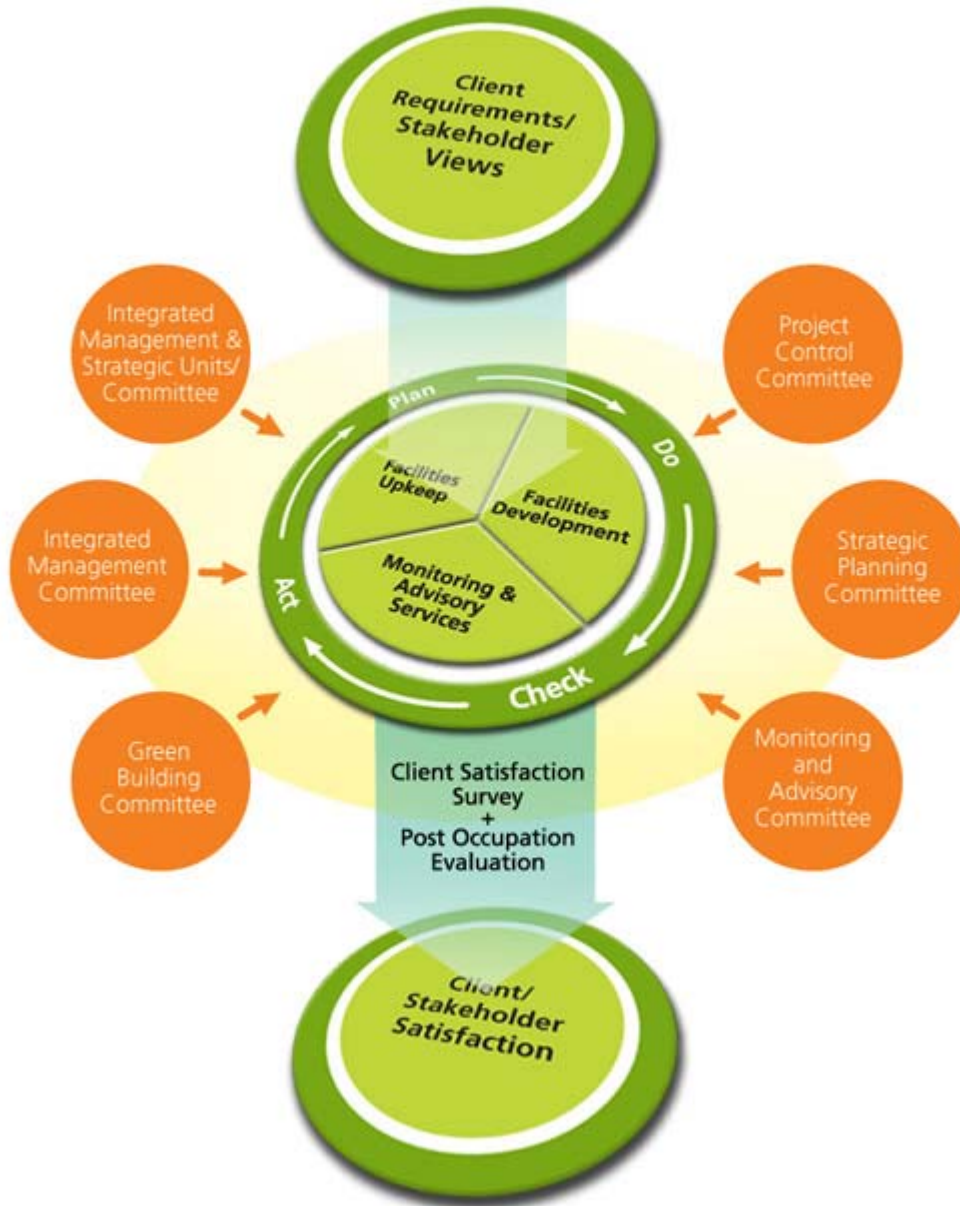 Client
Requirements/
Stakeholder
Views
Integrated
Management &
Strategic Units/
Committee
Project
Control
Committee
Plan
Do
Facilities
Upkeep
Facilities
Development
Integrated
Management
Committee
Strategic
Planning
Committee
Monitoring &
Advisory
Services
Act
Check
Green
Building
Committee
Client Satisfaction
Survey
+
Post Occupation
Evaluation
Monitoring
and
Advisory
Committee
Client/
Stakeholder
Satisfaction